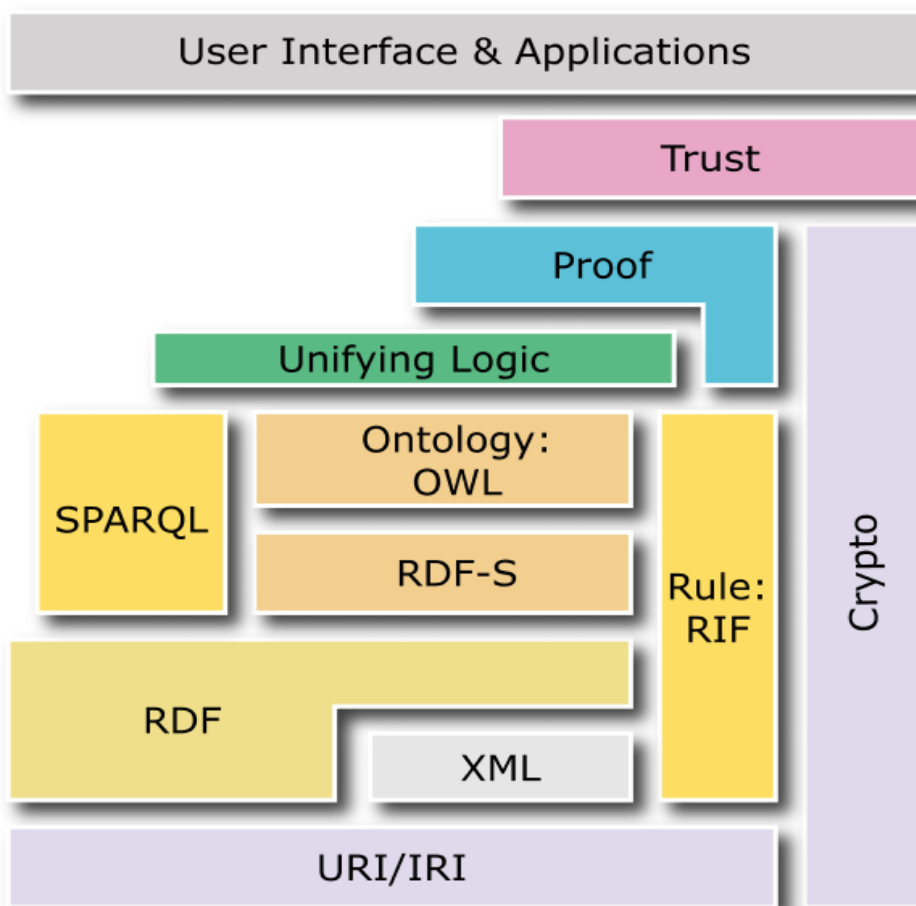 User Interface & Applications
Trust
Proof
Unifying Logic
Ontology:
OWL
SPARQL
RDF-S
Rule:
RIF
Crypto
RDF
XML
URI/IRI